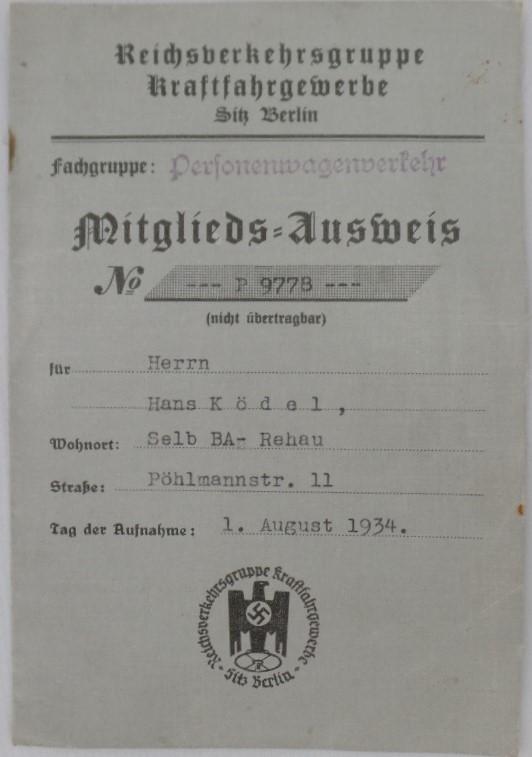 Reichsverkehrsgruppe
Kraftfahrgewerbe
Sitz Berlin
Fachgruppe: Personenwagenverkehr
Mitglieds-Ausweis
No --- P 9778 ---
(nicht übertragbar)
für Herrn
Hans K ö d e l ,
Wohnort: Selb BA- Rehau
Straße: Pöhlmannstr. 11
Tag der Aufnahme: 1. August 1934.
Reichsverkehrsgruppe Kraftfahrgewerbe
- Sitz Berlin -